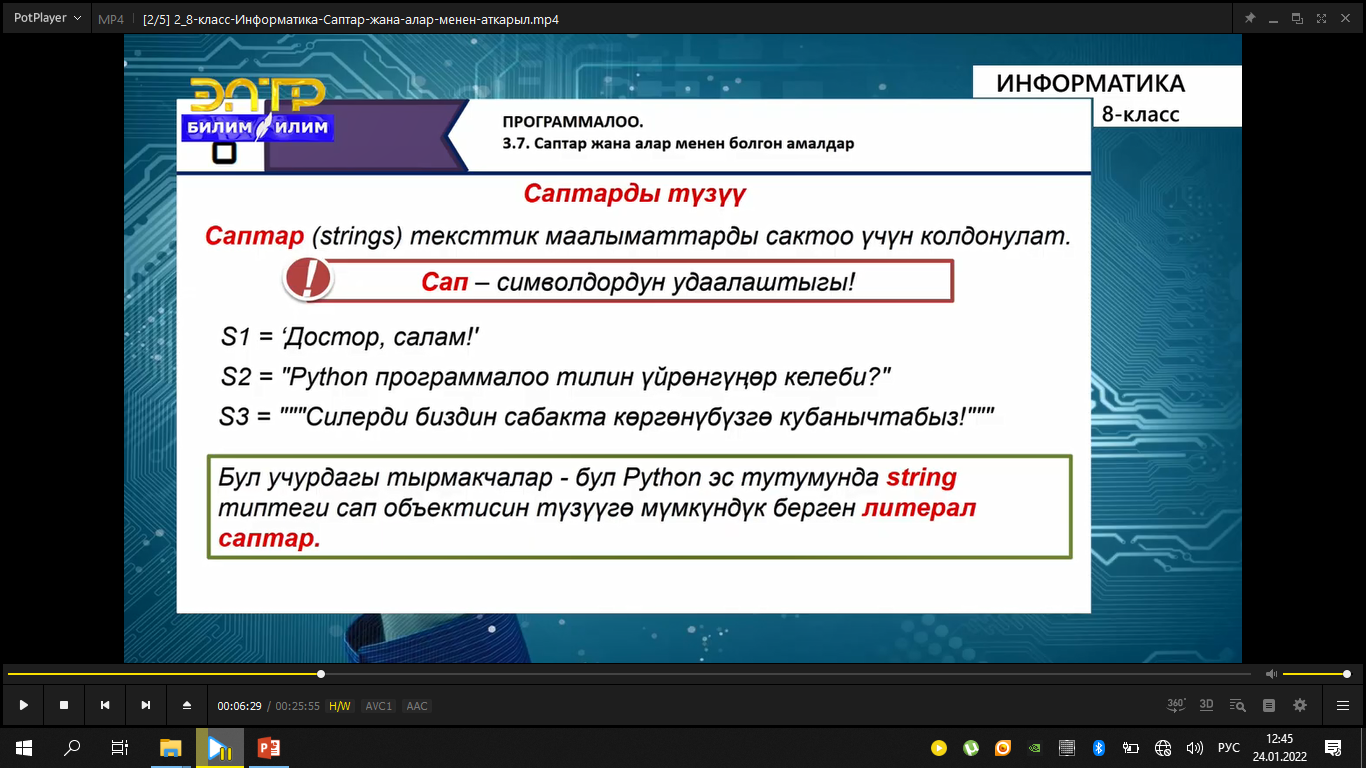 PotPlayer
MP4
[2/5] 2_8-класс-Информатика-Саптар-жана-алар-менен-аткарыл.mp4
ЭЛТР
БИЛИМ ИЛИМ
ИНФОРМАТИКА
8-класс
ПРОГРАММАЛОО.
3.7. Саптар жана алар менен болгон амалдар
Саптарды түзүү
Саптар (strings) тексттик маалыматтарды сактоо үчүн колдонулат.
!
Сап – символдордун удаалаштыгы!
S1 = ‘Достор, салам!'
S2 = "Python программалоо тилин үйрөнгүңөр келеби?"
S3 = """Силерди биздин сабакта көргөнүбүзгө кубанычтабыз!"""
Бул учурдагы тырмакчалар - бул Python эс тутумунда string
типтеги сап объектисин түзүүгө мүмкүндүк берген литерал
саптар.
00:06:29 / 00:25:55 H/W AVC1 AAC
360° 3D
РУС
12:45
24.01.2022